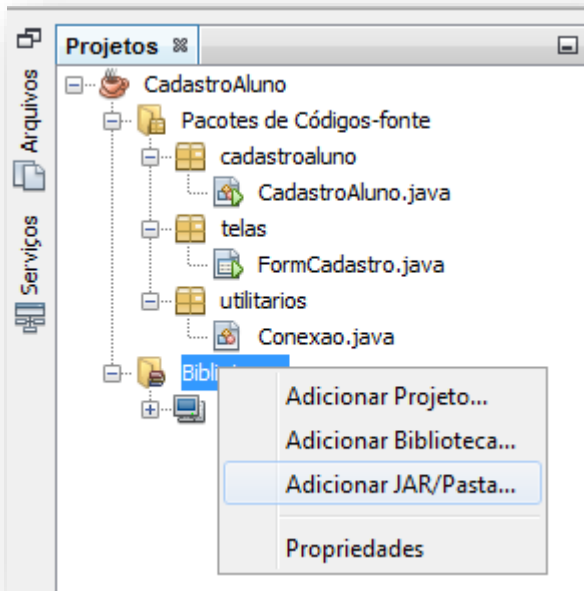 Projetos
Arquivos
Serviços
CadastroAluno
Pacotes de Códigos-fonte
cadastroaluno
CadastroAluno.java
telas
FormCadastro.java
utilitarios
Conexao.java
Adicionar Projeto...
Adicionar Biblioteca...
Adicionar JAR/Pasta...
Propriedades